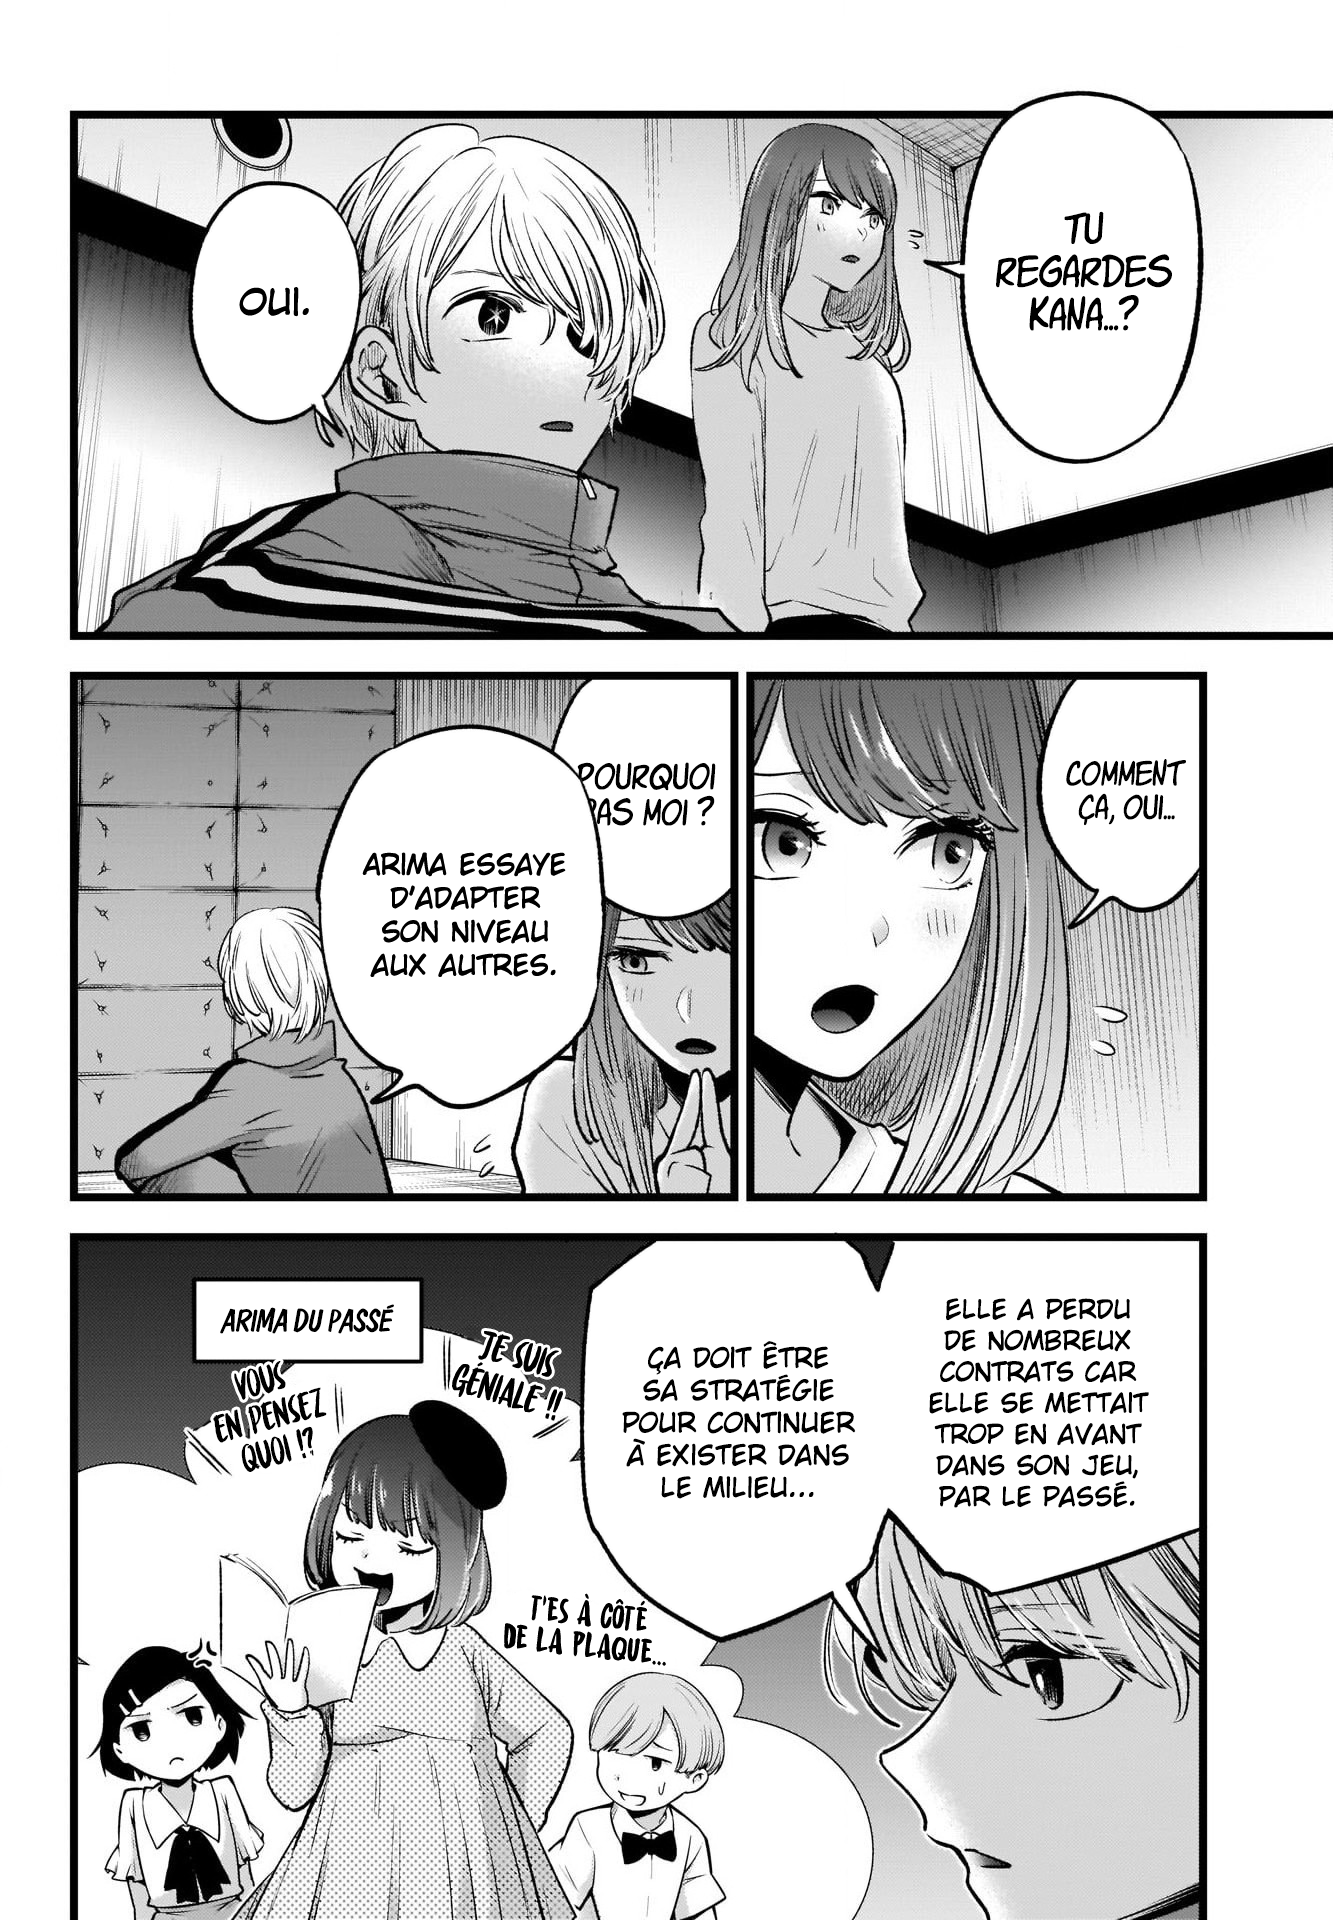 TU
REGARDES
KANA...?
OUI.
COMMENT
ÇA, OUI...
POURQUOI
PAS MOI ?
ARIMA ESSAYE
D'ADAPTER
SON NIVEAU
AUX AUTRES.
ELLE A PERDU
DE NOMBREUX
CONTRATS CAR
ELLE SE METTAIT
TROP EN AVANT
DANS SON JEU,
PAR LE PASSÉ.
ÇA DOIT ÊTRE
SA STRATÉGIE
POUR CONTINUER
À EXISTER DANS
LE MILIEU...
ARIMA DU PASSÉ
JE SUIS
GÉNIALE !!
VOUS
EN PENSEZ
QUOI !?
T'ES À CÔTÉ
DE LA PLAQUE...